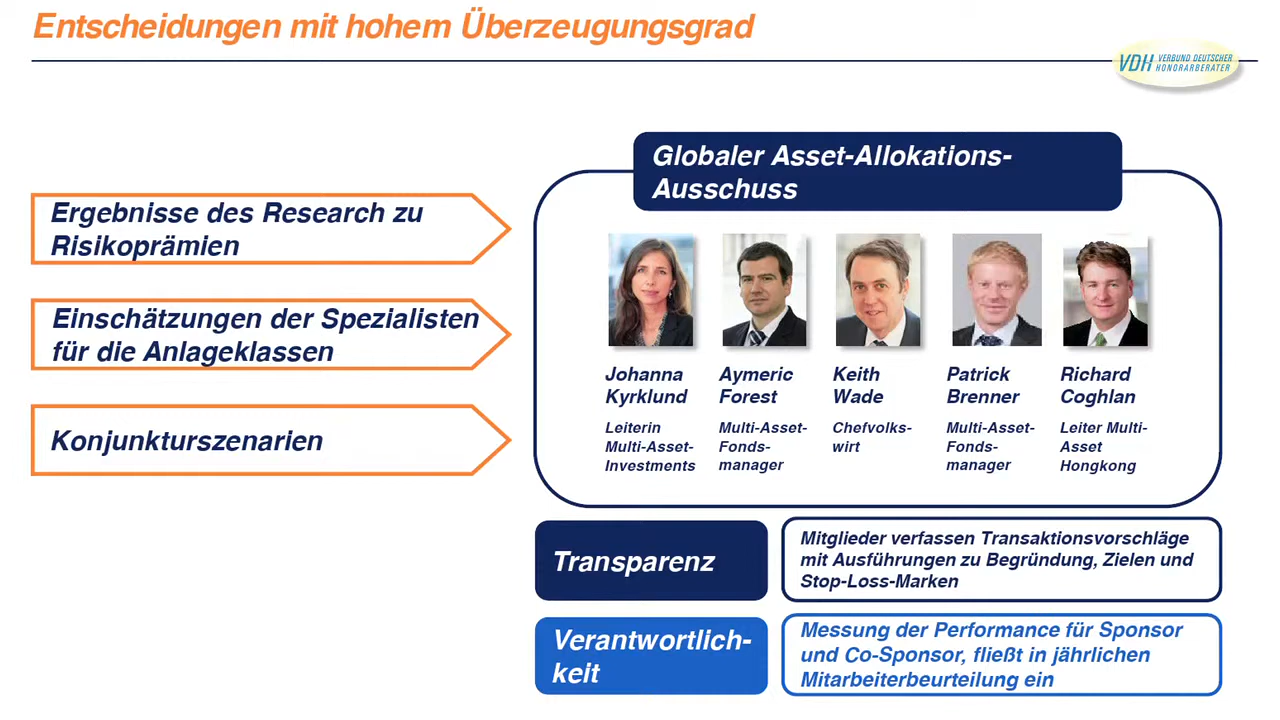 Entscheidungen mit hohem Überzeugungsgrad
VDH VERBUND DEUTSCHER
HONORARBERATER
Ergebnisse des Research zu
Risikoprämien
Einschätzungen der Spezialisten
für die Anlageklassen
Konjunkturszenarien
Globaler Asset-Allokations-
Ausschuss
Johanna
Kyrklund
Leiterin
Multi-Asset-
Investments
Aymeric
Forest
Multi-Asset-
Fonds-
manager
Keith
Wade
Chefvolks-
wirt
Patrick
Brenner
Multi-Asset-
Fonds-
manager
Richard
Coghlan
Leiter Multi-
Asset
Hongkong
Transparenz
Mitglieder verfassen Transaktionsvorschläge
mit Ausführungen zu Begründung, Zielen und
Stop-Loss-Marken
Verantwortlich-
keit
Messung der Performance für Sponsor
und Co-Sponsor, fließt in jährlichen
Mitarbeiterbeurteilung ein